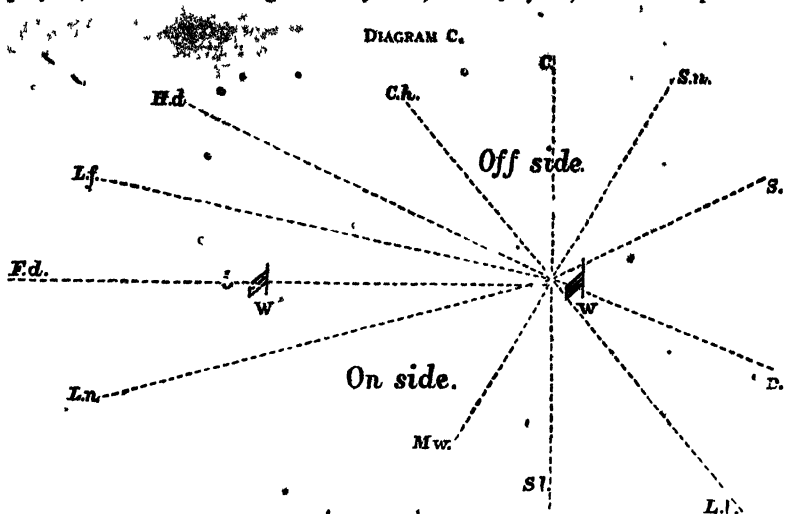 DIAGRAM C.
C.
S.n.
H.d
C.h.
Off side.
L.f.
S.
F.d.
W
W
On side.
D.
L.n.
M w.
S l.
L.l.